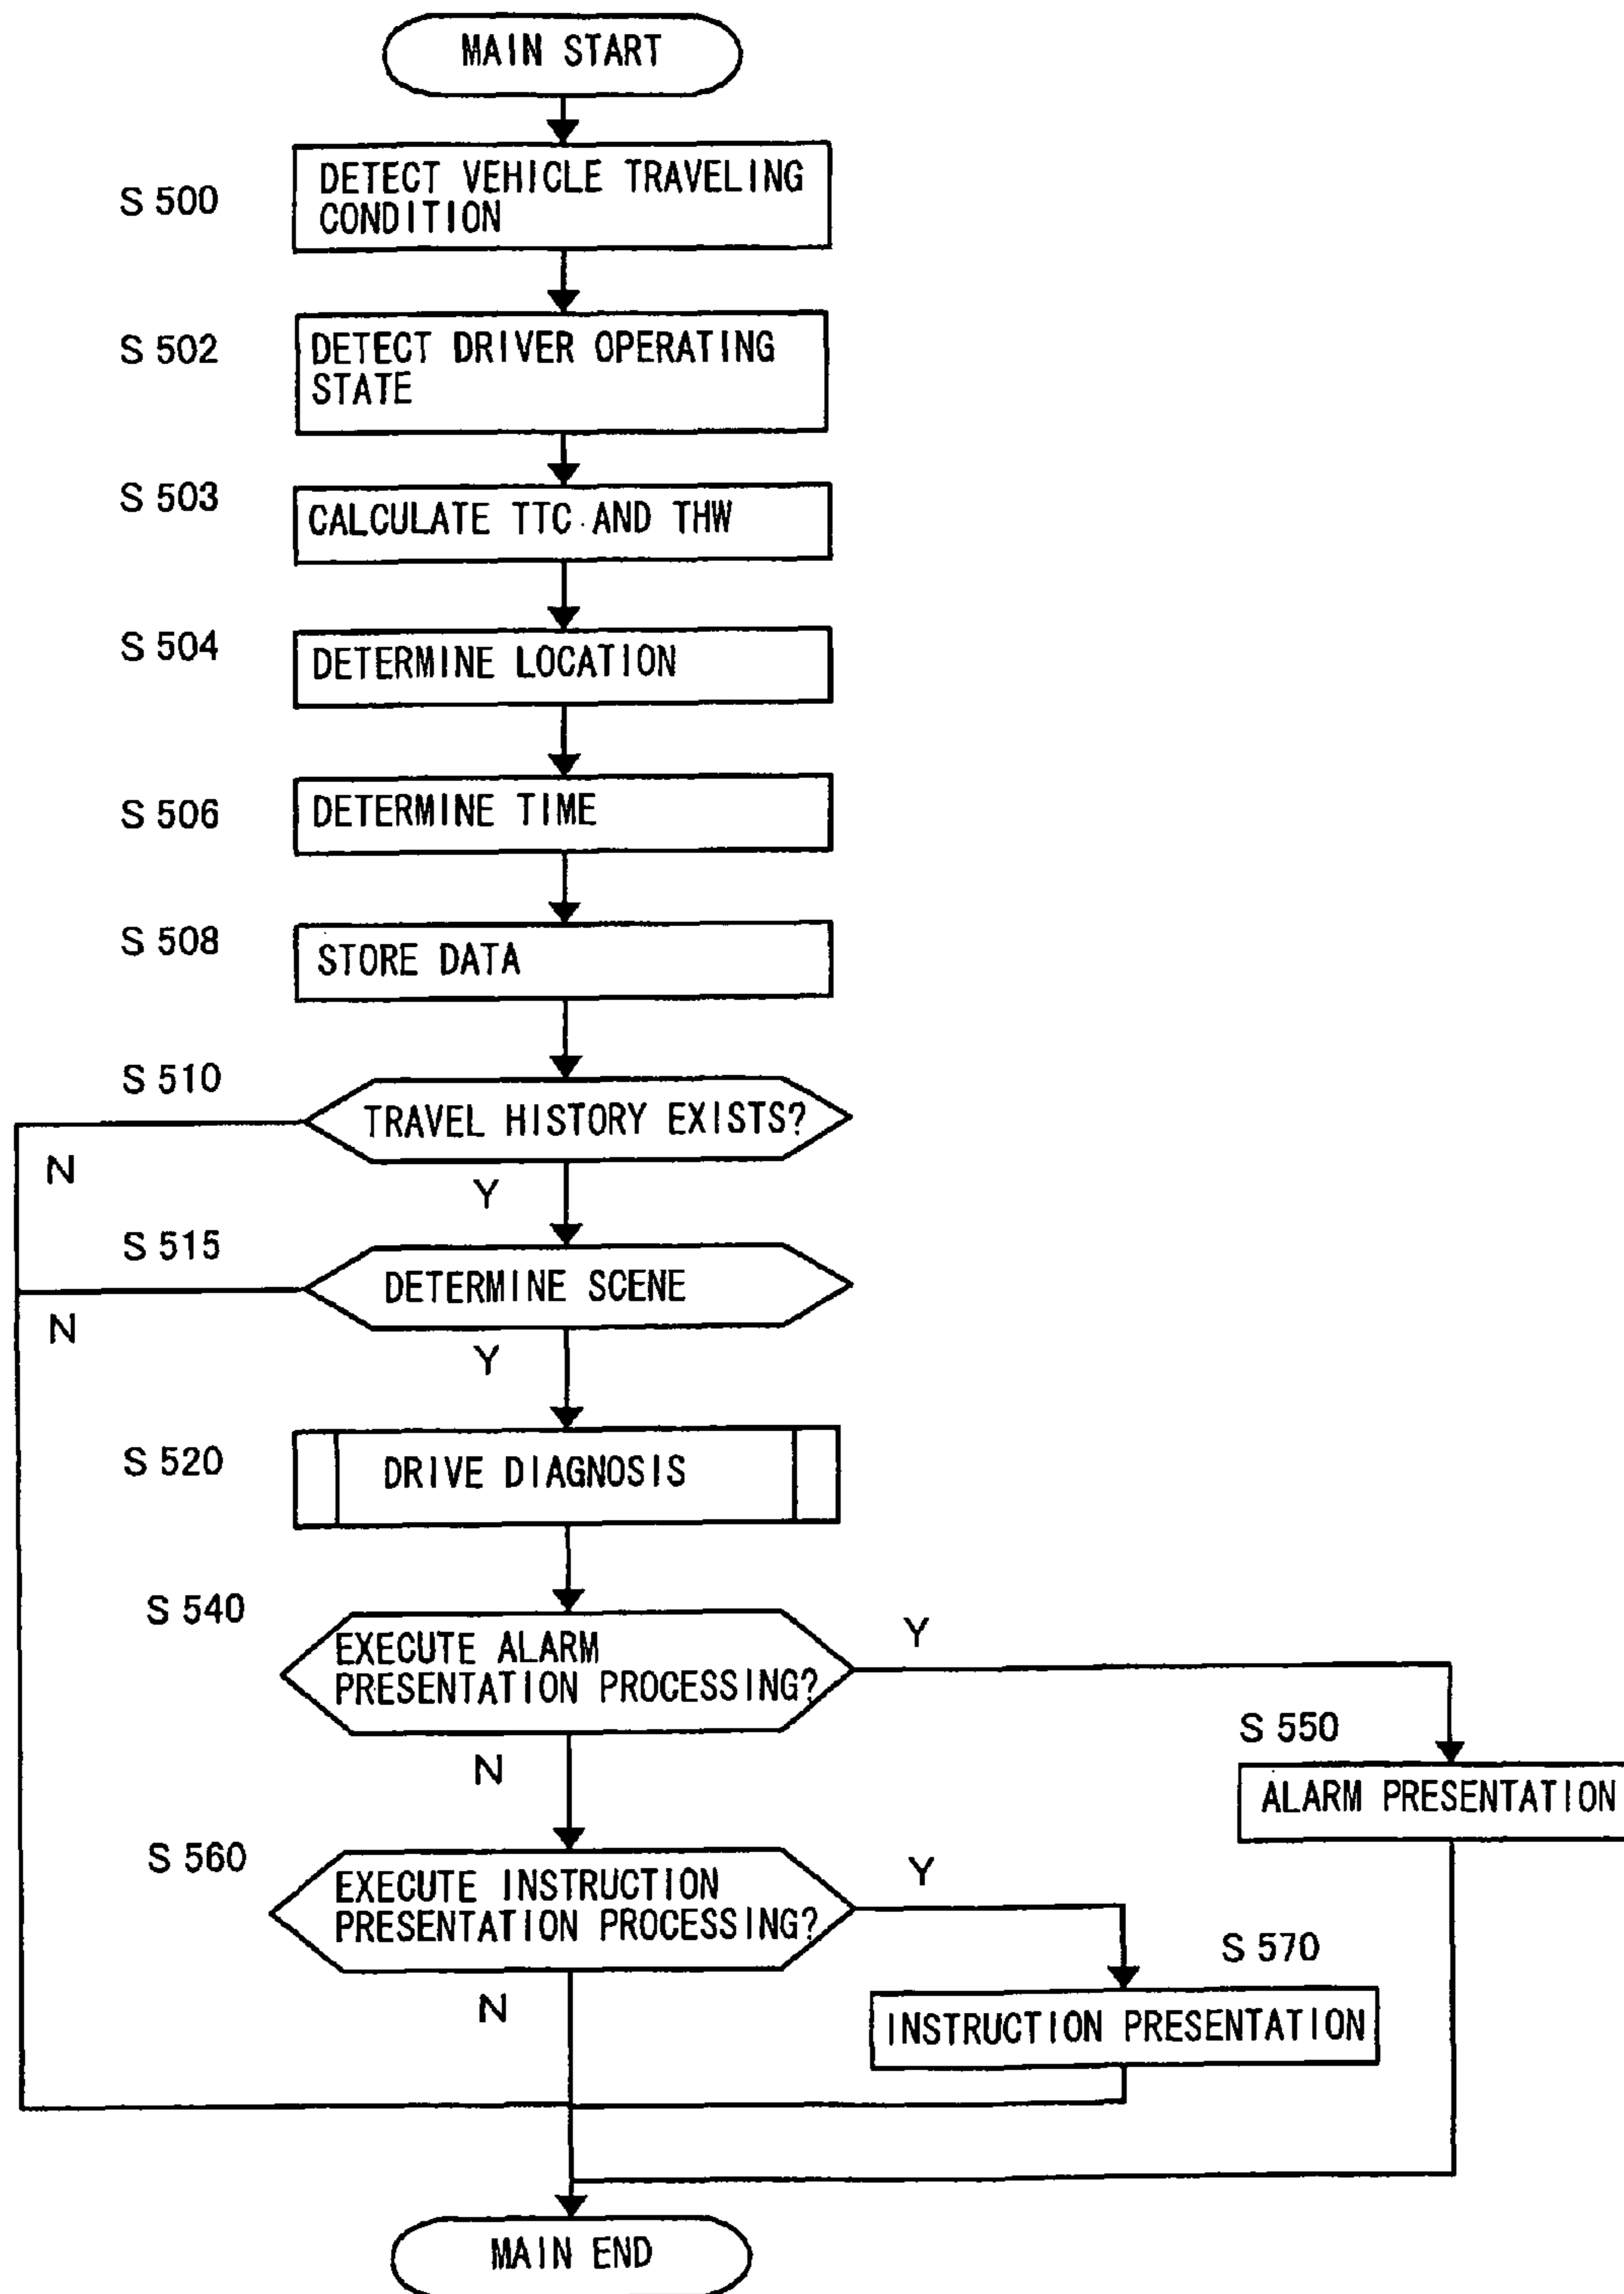 MAIN START
S 500
DETECT VEHICLE TRAVELING
CONDITION
S 502
DETECT DRIVER OPERATING
STATE
S 503
CALCULATE TTC AND THW
S 504
DETERMINE LOCATION
S 506
DETERMINE TIME
S 508
STORE DATA
S 510
TRAVEL HISTORY EXISTS?
N
Y
S 515
DETERMINE SCENE
N
Y
S 520
DRIVE DIAGNOSIS
S 540
EXECUTE ALARM
PRESENTATION PROCESSING?
Y
N
S 550
ALARM PRESENTATION
S 560
EXECUTE INSTRUCTION
PRESENTATION PROCESSING?
Y
N
S 570
INSTRUCTION PRESENTATION
MAIN END